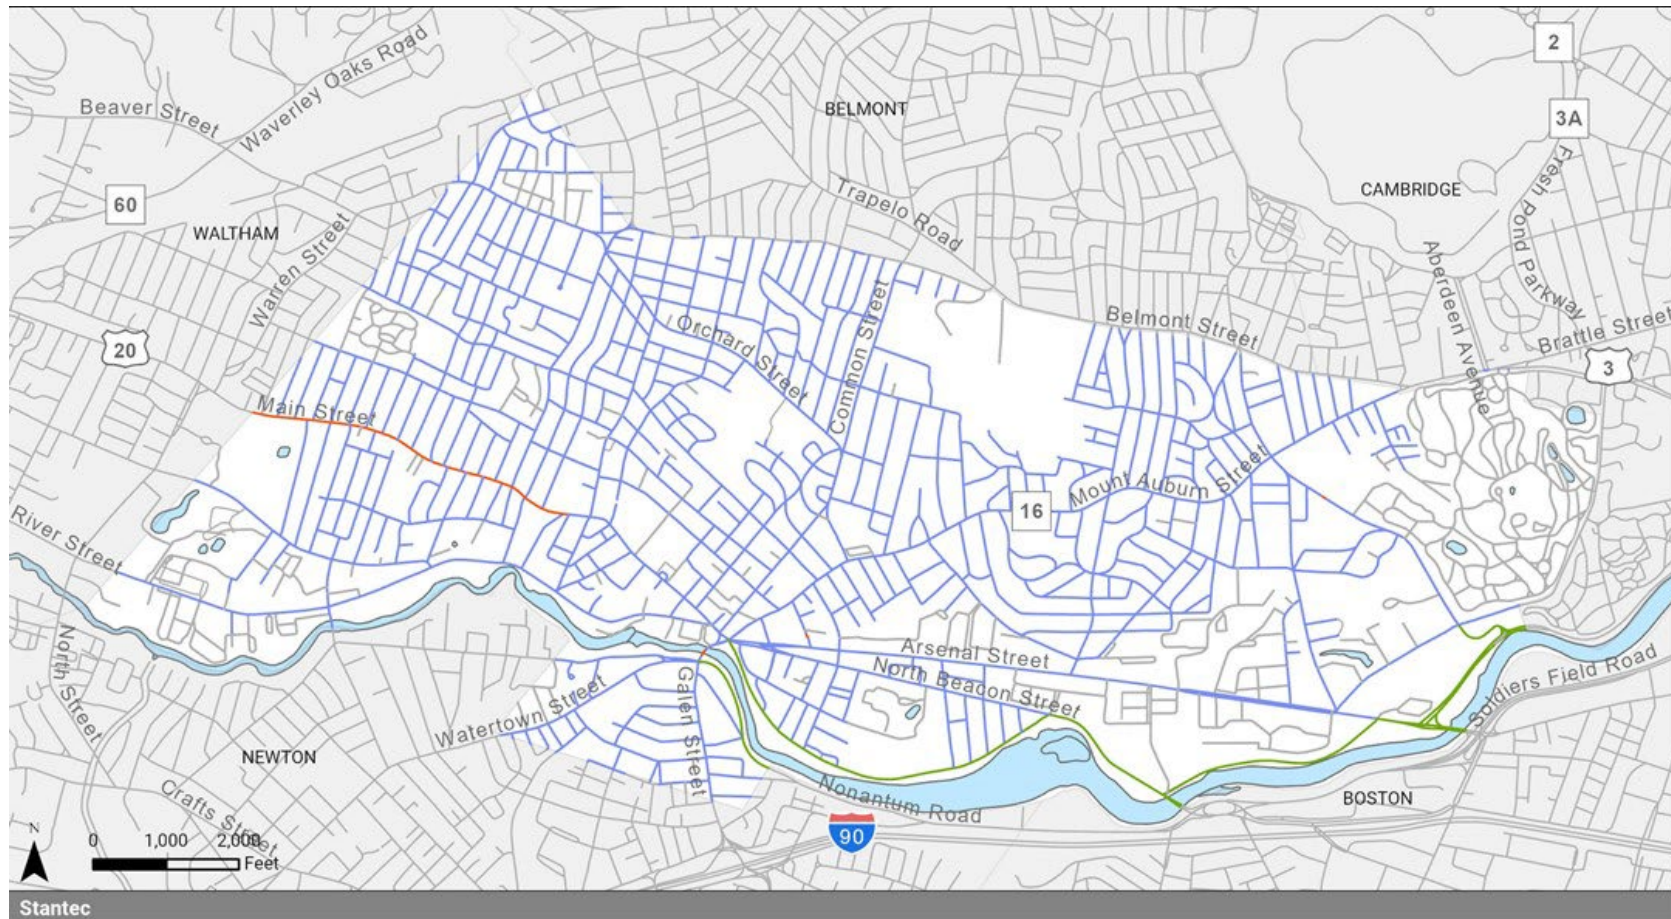 2
Beaver Street
Waverley Oaks Road
BELMONT
3A
60
WALTHAM
Warren Street
Trapelo Road
CAMBRIDGE
Fresh Pond Parkway
20
Orchard Street
Common Street
Belmont Street
Aberdeen Avenue
Brattle Street
3
Main Street
16
Mount Auburn Street
River Street
North Street
Arsenal Street
North Beacon Street
Galen Street
Watertown Street
Soldiers Field Road
NEWTON
Crafts Street
Nonantum Road
BOSTON
90
N
0 1,000 2,000
Feet
Stantec